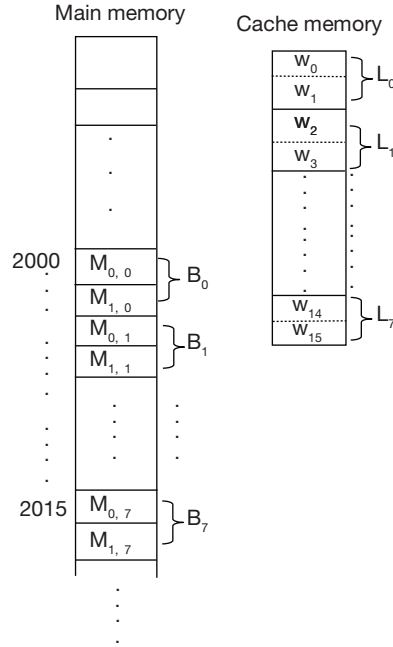 Main memory
2000
M0, 0
M1, 0
B0
M0, 1
M1, 1
B1
2015
M0, 7
M1, 7
B7
Cache memory
w0
w1
L0
w2
w3
L1
w14
w15
L7